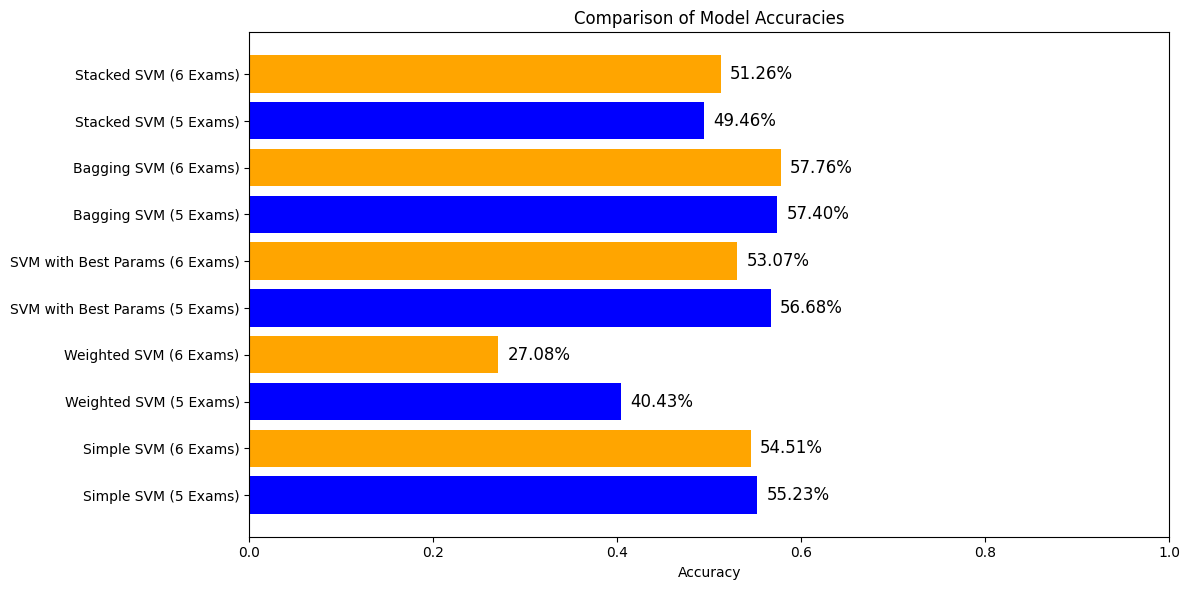 Comparison of Model Accuracies
Stacked SVM (6 Exams) 51.26%
Stacked SVM (5 Exams) 49.46%
Bagging SVM (6 Exams) 57.76%
Bagging SVM (5 Exams) 57.40%
SVM with Best Params (6 Exams) 53.07%
SVM with Best Params (5 Exams) 56.68%
Weighted SVM (6 Exams) 27.08%
Weighted SVM (5 Exams) 40.43%
Simple SVM (6 Exams) 54.51%
Simple SVM (5 Exams) 55.23%
0.0 0.2 0.4 0.6 0.8 1.0
Accuracy